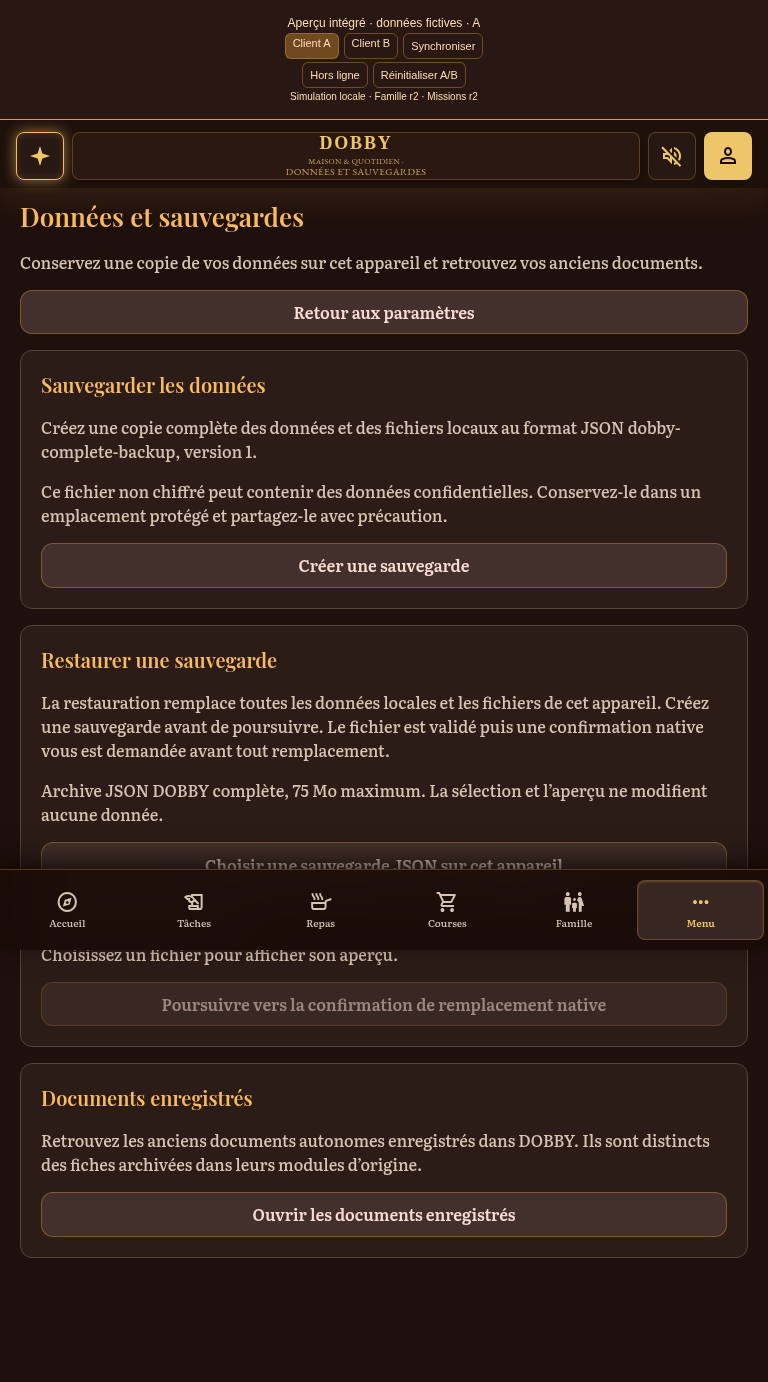 Aperçu intégré · données fictives · A
Client A
Client B
Synchroniser
Hors ligne
Réinitialiser A/B
Simulation locale · Famille r2 · Missions r2
DOBBY
MAISON & QUOTIDIEN ·
DONNÉES ET SAUVEGARDES
Données et sauvegardes
Conservez une copie de vos données sur cet appareil et retrouvez vos anciens documents.
Retour aux paramètres
Sauvegarder les données
Créez une copie complète des données et des fichiers locaux au format JSON dobby-
complete-backup, version 1.
Ce fichier non chiffré peut contenir des données confidentielles. Conservez-le dans un
emplacement protégé et partagez-le avec précaution.
Créer une sauvegarde
Restaurer une sauvegarde
La restauration remplace toutes les données locales et les fichiers de cet appareil. Créez
une sauvegarde avant de poursuivre. Le fichier est validé puis une confirmation native
vous est demandée avant tout remplacement.
Archive JSON DOBBY complète, 75 Mo maximum. La sélection et l’aperçu ne modifient
aucune donnée.
Choisir une sauvegarde JSON sur cet appareil
Accueil
Tâches
Repas
Courses
Famille
Menu
Choisissez un fichier pour afficher son aperçu.
Poursuivre vers la confirmation de remplacement native
Documents enregistrés
Retrouvez les anciens documents autonomes enregistrés dans DOBBY. Ils sont distincts
des fiches archivées dans leurs modules d’origine.
Ouvrir les documents enregistrés